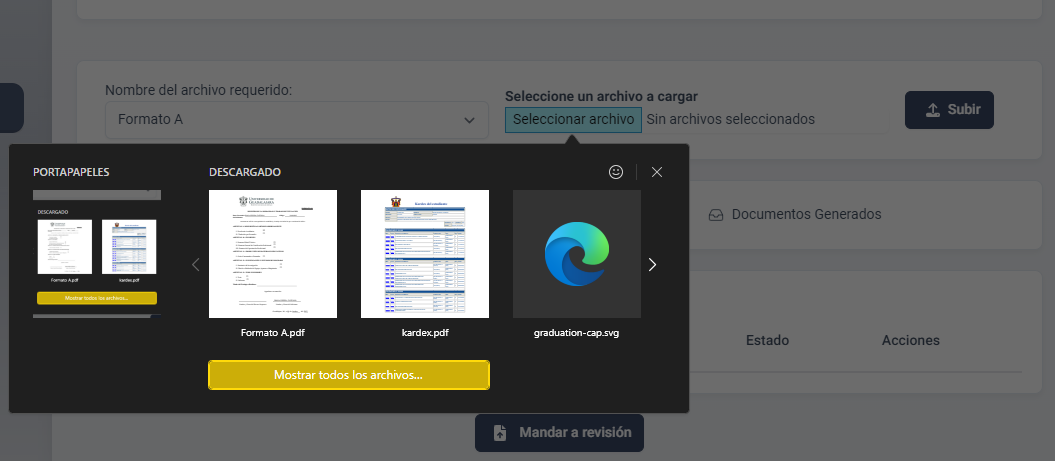 Nombre del archivo requerido:
Formato A
Seleccione un archivo a cargar
Seleccionar archivo Sin archivos seleccionados
Subir
PORTAPAPELES
DESCARGADO
DESCARGADO
Formato A.pdf
kardex.pdf
Mostrar todos los archivos...
Formato A.pdf
kardex.pdf
graduation-cap.svg
Mostrar todos los archivos...
Documentos Generados
Estado
Acciones
Mandar a revisión